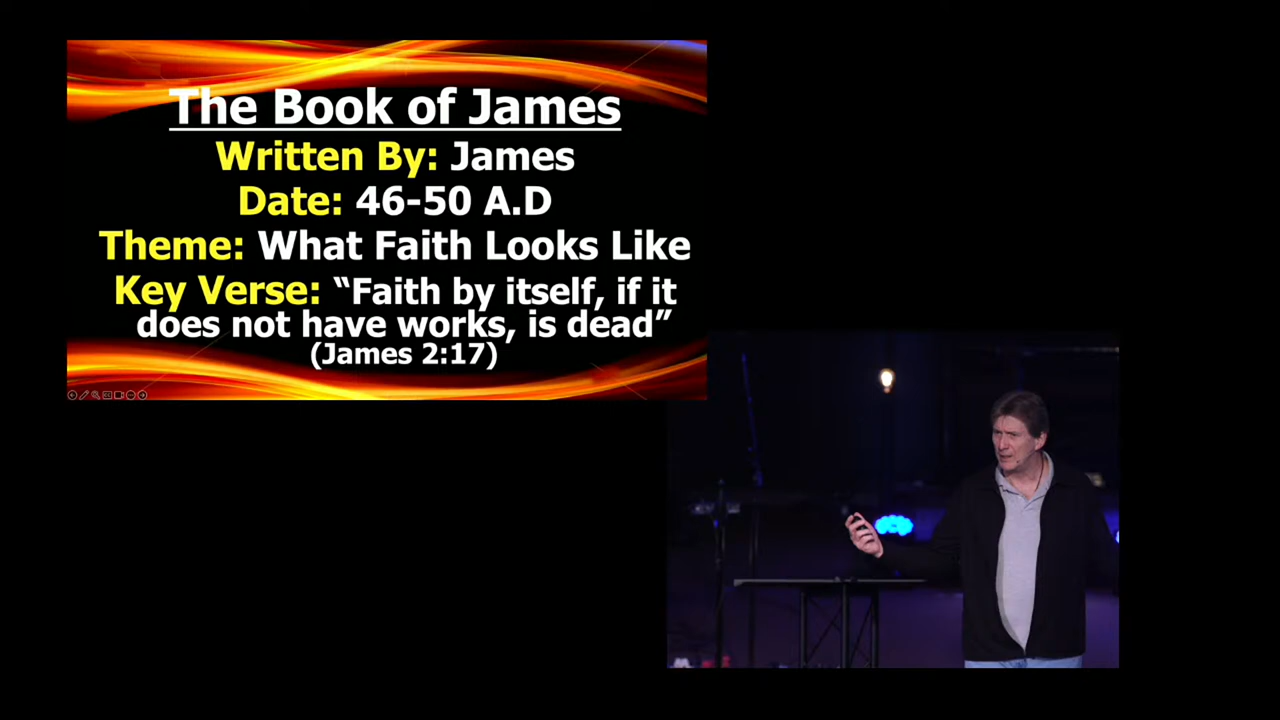 The Book of James
Written By: James
Date: 46-50 A.D
Theme: What Faith Looks Like
Key Verse: “Faith by itself, if it
does not have works, is dead”
(James 2:17)